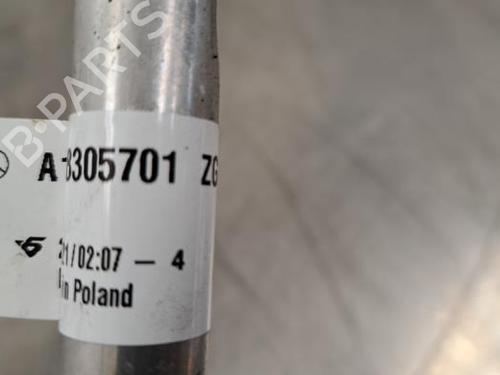 B-PARTS
A 8305701 ZG
21/02:07 - 4
in Poland